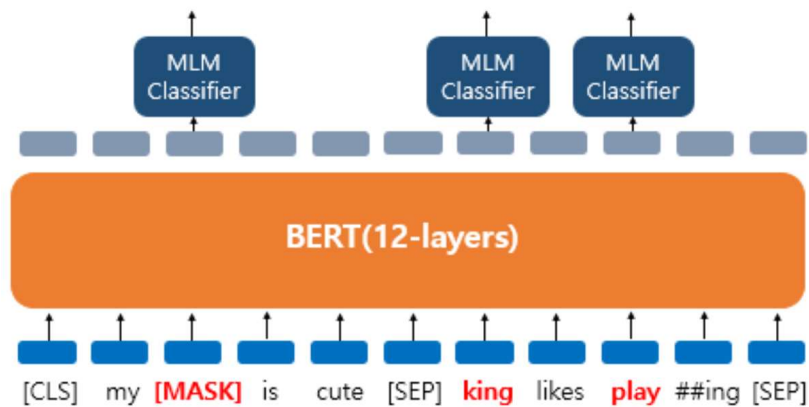 MLM
Classifier
MLM
Classifier
MLM
Classifier
BERT(12-layers)
[CLS] my [MASK] is cute [SEP] king likes play ##ing [SEP]